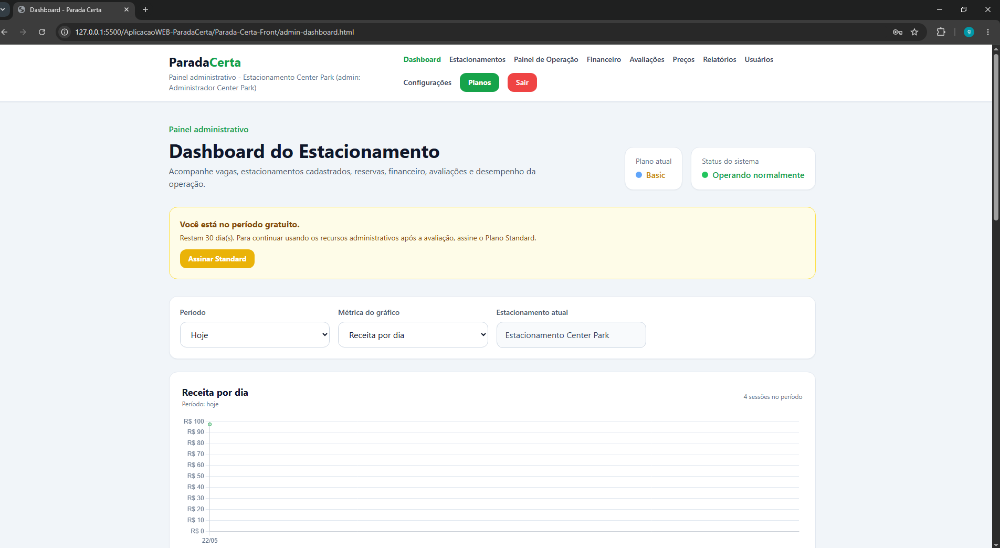 Dashboard - Parada Certa
127.0.0.1:5500/AplicacaoWEB-ParadaCerta/Parada-Certa-Front/admin-dashboard.html
g
ParadaCerta
Painel administrativo - Estacionamento Center Park (admin:
Administrador Center Park)
Dashboard Estacionamentos Painel de Operação Financeiro Avaliações Preços Relatórios Usuários
Configurações Planos Sair
Painel administrativo
Dashboard do Estacionamento
Acompanhe vagas, estacionamentos cadastrados, reservas, financeiro, avaliações e desempenho da
operação.
Plano atual
Basic
Status do sistema
Operando normalmente
Você está no período gratuito.
Restam 30 dia(s). Para continuar usando os recursos administrativos após a avaliação, assine o Plano Standard.
Assinar Standard
Período
Hoje
Métrica do gráfico
Receita por dia
Estacionamento atual
Estacionamento Center Park
Receita por dia
Período: hoje
4 sessões no período
R$ 100
R$ 90
R$ 80
R$ 70
R$ 60
R$ 50
R$ 40
R$ 30
R$ 20
R$ 10
R$ 0
22/05